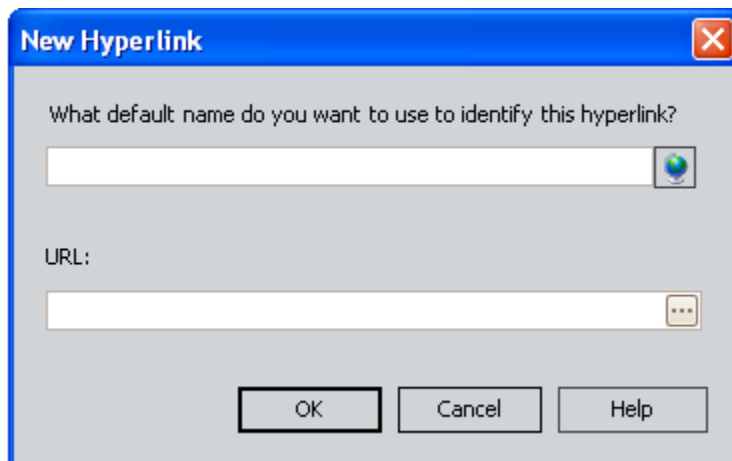 New Hyperlink
What default name do you want to use to identify this hyperlink?
URL:
...
OK Cancel Help